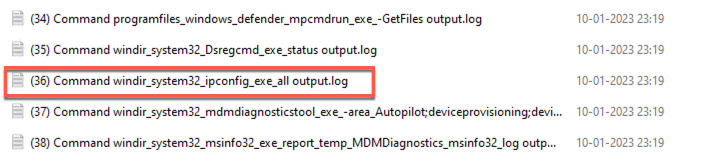 (34) Command programfiles_windows_defender_mpcmdrun_exe_-GetFiles output.log 10-01-2023 23:19
(35) Command windir_system32_Dsregcmd_exe_status output.log 10-01-2023 23:19
(36) Command windir_system32_ipconfig_exe_all output.log 10-01-2023 23:19
(37) Command windir_system32_mdmdiagnosticstool_exe_-area_Autopilot;deviceprovisioning;devi... 10-01-2023 23:19
(38) Command windir_system32_msinfo32_exe_report_temp_MDMDiagnostics_msinfo32_log outp... 10-01-2023 23:19